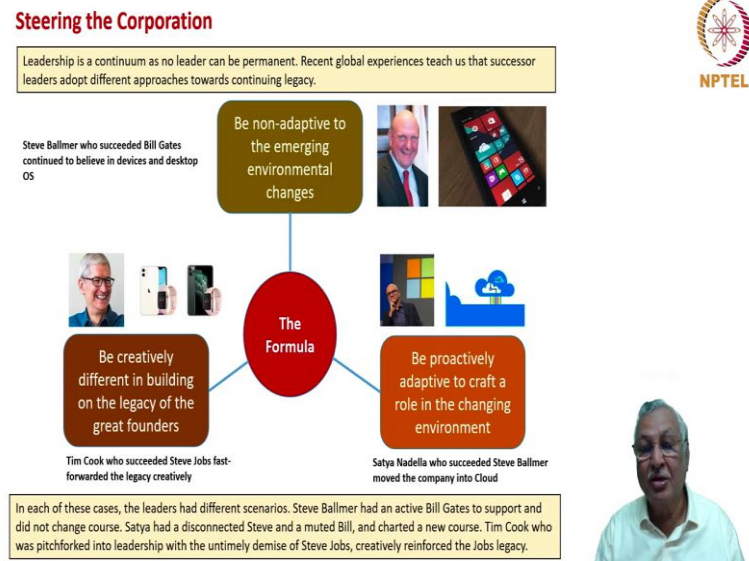 Steering the Corporation
NPTEL
Leadership is a continuum as no leader can be permanent. Recent global experiences teach us that successor
leaders adopt different approaches towards continuing legacy.
Steve Ballmer who succeeded Bill Gates
continued to believe in devices and desktop
OS
Be non-adaptive to
the emerging
environmental
changes
The
Formula
Be creatively
different in building
on the legacy of the
great founders
Be proactively
adaptive to craft a
role in the changing
environment
Tim Cook who succeeded Steve Jobs fast-
forwarded the legacy creatively
Satya Nadella who succeeded Steve Ballmer
moved the company into Cloud
In each of these cases, the leaders had different scenarios. Steve Ballmer had an active Bill Gates to support and
did not change course. Satya had a disconnected Steve and a muted Bill, and charted a new course. Tim Cook who
was pitchforked into leadership with the untimely demise of Steve Jobs, creatively reinforced the Jobs legacy.